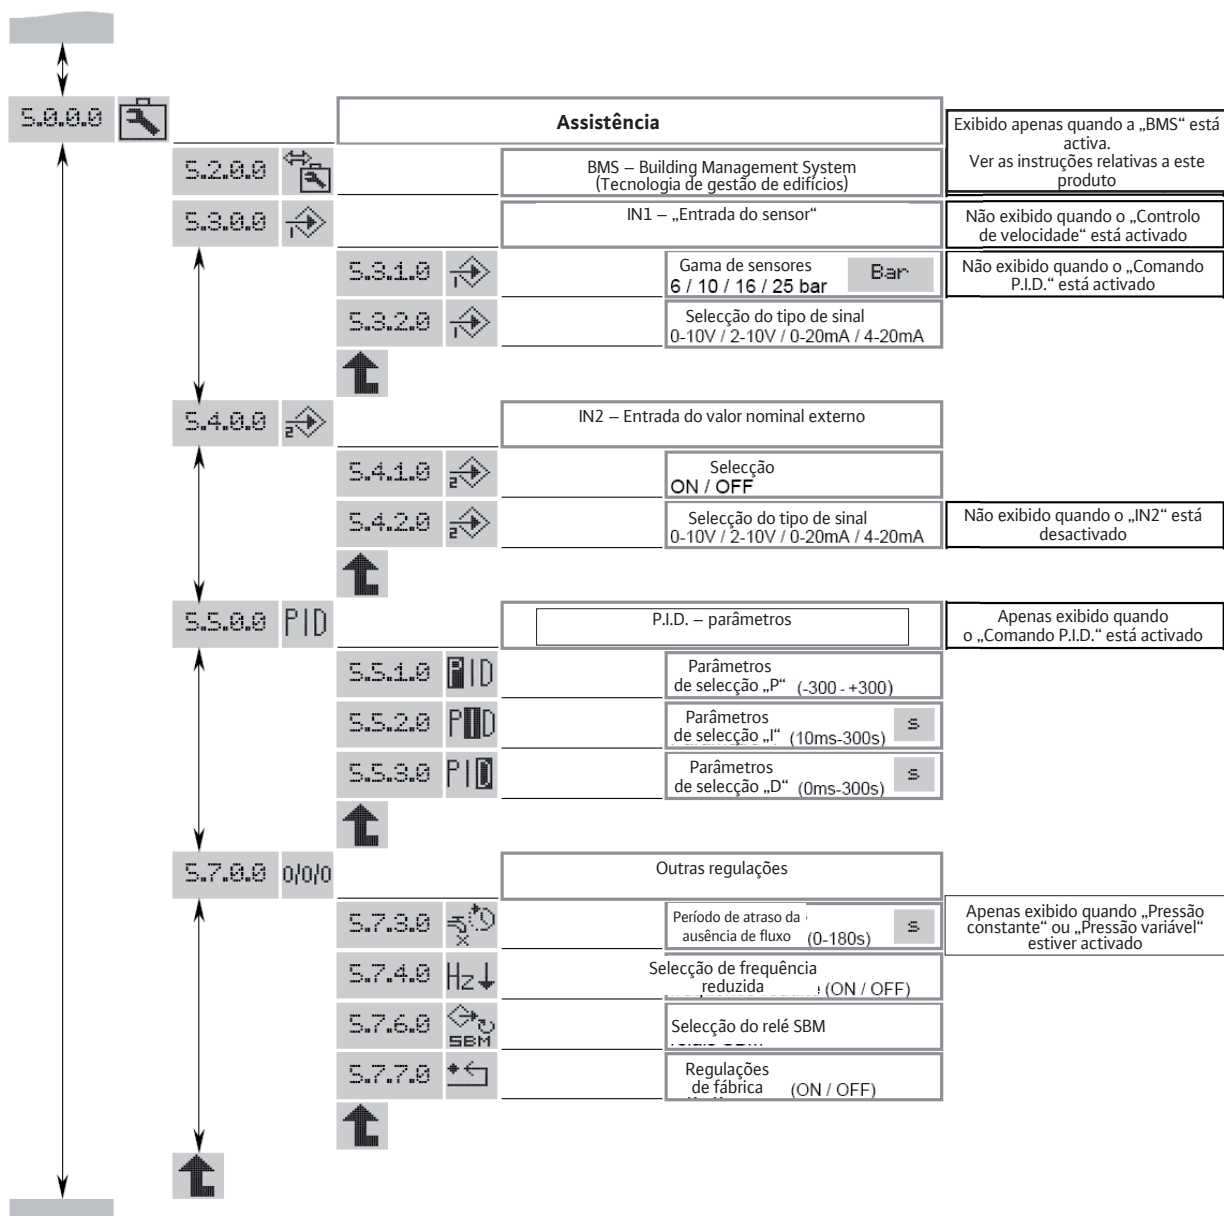 5.0.0.0
Assistência
Exibido apenas quando a „BMS“ está
activa.
Ver as instruções relativas a este
produto
5.2.0.0
BMS – Building Management System
(Tecnologia de gestão de edifícios)
5.3.0.0
1
IN1 – „Entrada do sensor“
Não exibido quando o „Controlo
de velocidade“ está activado
5.3.1.0
1
Gama de sensores
6 / 10 / 16 / 25 bar
Bar
Não exibido quando o „Comando
P.I.D.“ está activado
5.3.2.0
1
Selecção do tipo de sinal
0-10V / 2-10V / 0-20mA / 4-20mA
5.4.0.0
2
IN2 – Entrada do valor nominal externo
5.4.1.0
2
Selecção
ON / OFF
5.4.2.0
2
Selecção do tipo de sinal
0-10V / 2-10V / 0-20mA / 4-20mA
Não exibido quando o „IN2“ está
desactivado
5.5.0.0
PID
P.I.D. – parâmetros
Apenas exibido quando
o „Comando P.I.D.“ está activado
5.5.1.0
PID
Parâmetros
de selecção „P“ (-300 - +300)
5.5.2.0
PID
Parâmetros
de selecção „I“ (10ms-300s)
s
5.5.3.0
PID
Parâmetros
de selecção „D“ (0ms-300s)
s
5.7.0.0
0/0/0
Outras regulações
5.7.3.0
Período de atraso da
ausência de fluxo (0-180s)
s
Apenas exibido quando „Pressão
constante“ ou „Pressão variável“
estiver activado
5.7.4.0
Hz
Selecção de frequência
reduzida (ON / OFF)
5.7.6.0
SBM
Selecção do relé SBM
5.7.7.0
Regulações
de fábrica (ON / OFF)